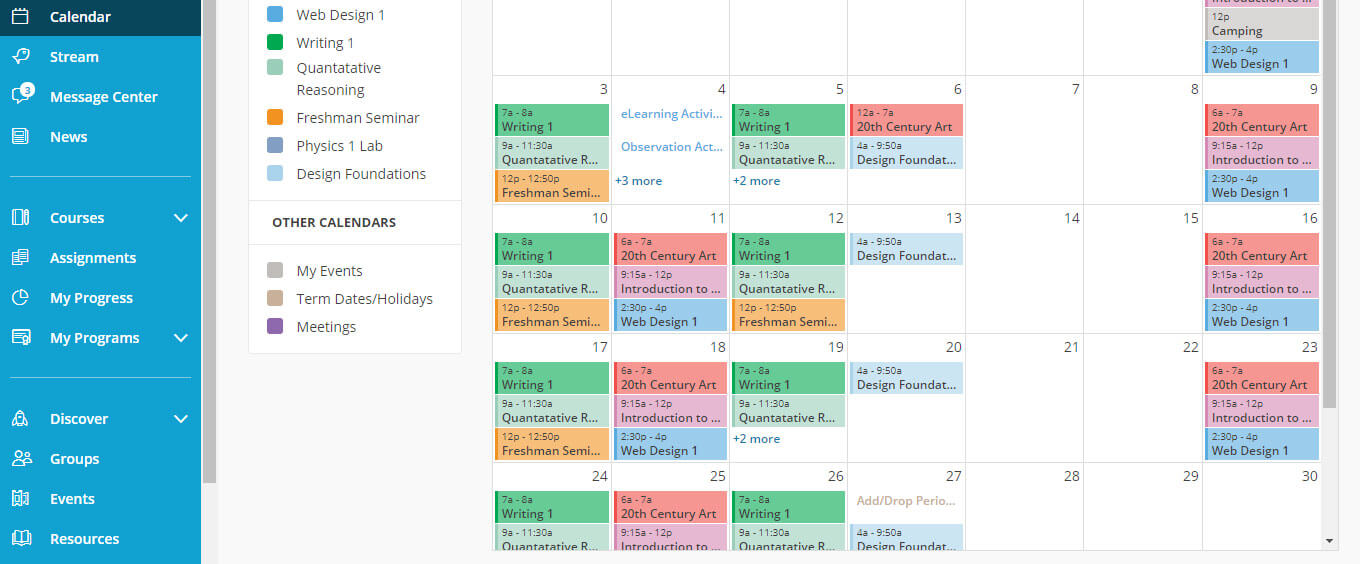 Calendar
Stream
3
Message Center
News
Courses
Assignments
My Progress
My Programs
Discover
Groups
Events
Resources
Web Design 1
Writing 1
Quantatative
Reasoning
Freshman Seminar
Physics 1 Lab
Design Foundations
OTHER CALENDARS
My Events
Term Dates/Holidays
Meetings
Introduction to ...
12p
Camping
2:30p - 4p
Web Design 1
3
7a - 8a
Writing 1
9a - 11:30a
Quantatative R...
12p - 12:50p
Freshman Semi...
4
eLearning Activi...
Observation Act...
+3 more
5
7a - 8a
Writing 1
9a - 11:30a
Quantatative R...
+2 more
6
12a - 7a
20th Century Art
4a - 9:50a
Design Foundat...
7
8
9
6a - 7a
20th Century Art
9:15a - 12p
Introduction to ...
2:30p - 4p
Web Design 1
10
7a - 8a
Writing 1
9a - 11:30a
Quantatative R...
12p - 12:50p
Freshman Semi...
11
6a - 7a
20th Century Art
9:15a - 12p
Introduction to ...
2:30p - 4p
Web Design 1
12
7a - 8a
Writing 1
9a - 11:30a
Quantatative R...
12p - 12:50p
Freshman Semi...
13
4a - 9:50a
Design Foundat...
14
15
16
6a - 7a
20th Century Art
9:15a - 12p
Introduction to ...
2:30p - 4p
Web Design 1
17
7a - 8a
Writing 1
9a - 11:30a
Quantatative R...
12p - 12:50p
Freshman Semi...
18
6a - 7a
20th Century Art
9:15a - 12p
Introduction to ...
2:30p - 4p
Web Design 1
19
7a - 8a
Writing 1
9a - 11:30a
Quantatative R...
+2 more
20
4a - 9:50a
Design Foundat...
21
22
23
6a - 7a
20th Century Art
9:15a - 12p
Introduction to ...
2:30p - 4p
Web Design 1
24
7a - 8a
Writing 1
9a - 11:30a
Quantatative R...
25
6a - 7a
20th Century Art
9:15a - 12p
Introduction to ...
26
7a - 8a
Writing 1
9a - 11:30a
Quantatative R...
27
Add/Drop Perio...
4a - 9:50a
Design Foundat...
28
29
30